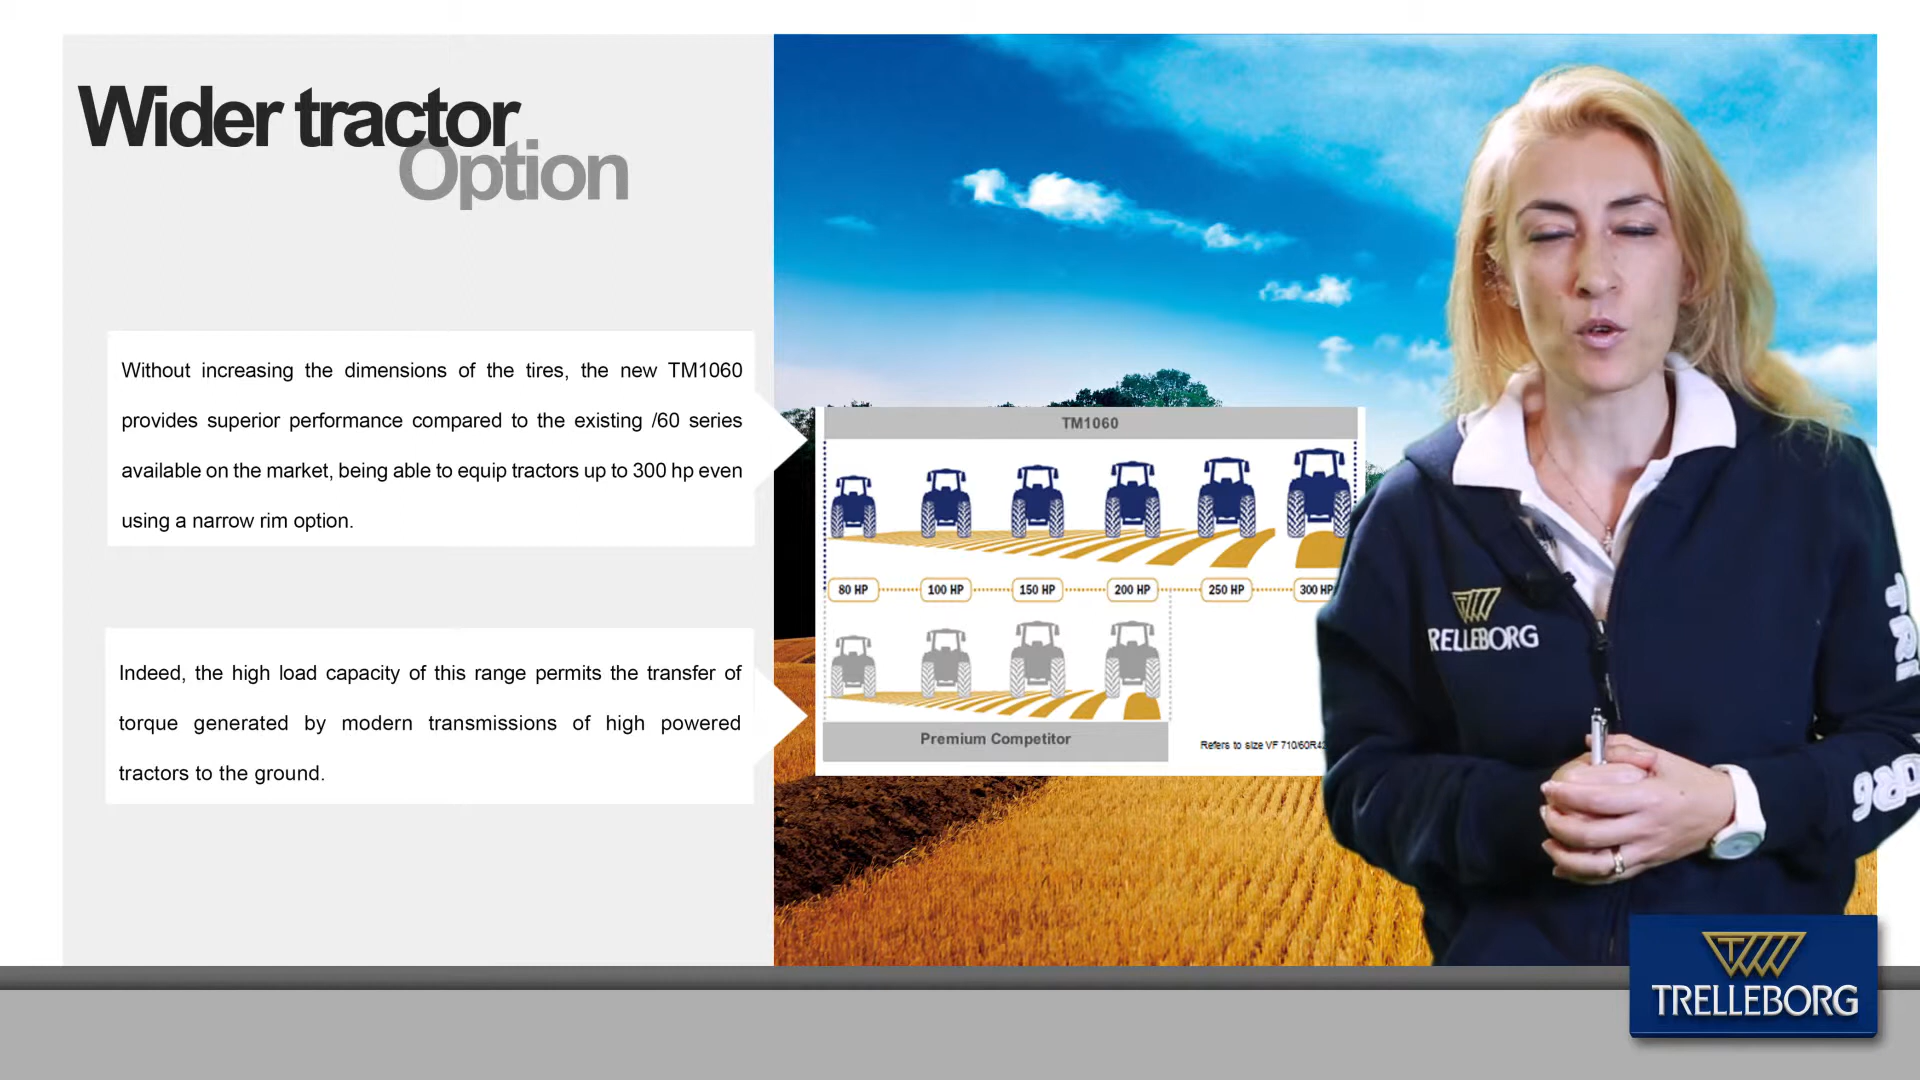 Wider tractor
Option
Without increasing the dimensions of the tires, the new TM1060
provides superior performance compared to the existing /60 series
available on the market, being able to equip tractors up to 300 hp even
using a narrow rim option.
Indeed, the high load capacity of this range permits the transfer of
torque generated by modern transmissions of high powered
tractors to the ground.
TM1060
80 HP 100 HP 150 HP 200 HP 250 HP 300 HP
Premium Competitor
Refers to size VF 710/60R42
RELLEBORG
TRELLEBORG